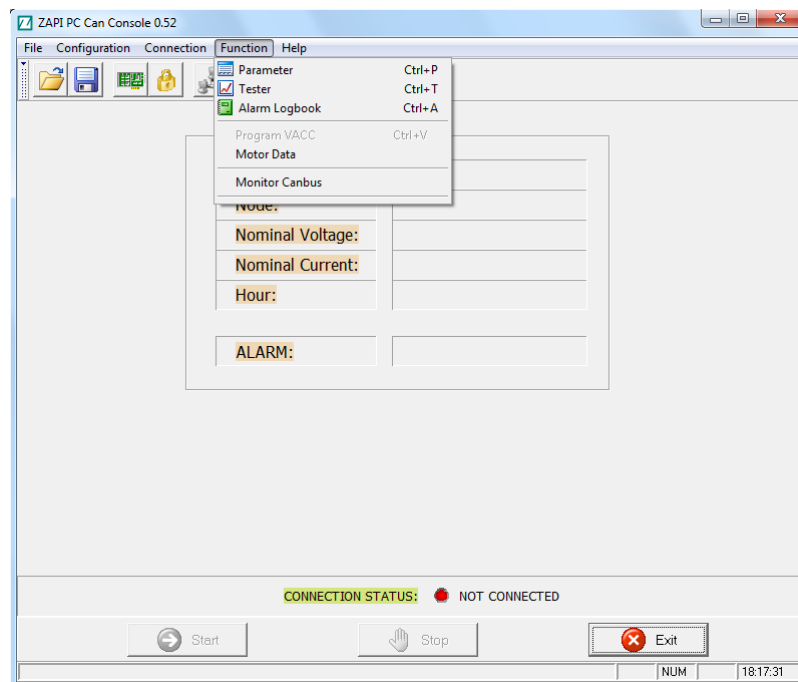 ZAPI PC Can Console 0.52
File Configuration Connection Function Help
Parameter Ctrl+P
Tester Ctrl+T
Alarm Logbook Ctrl+A
Program VACC Ctrl+V
Motor Data
Monitor Canbus
Node:
Nominal Voltage:
Nominal Current:
Hour:
ALARM:
CONNECTION STATUS: NOT CONNECTED
Start Stop Exit
NUM 18:17:31